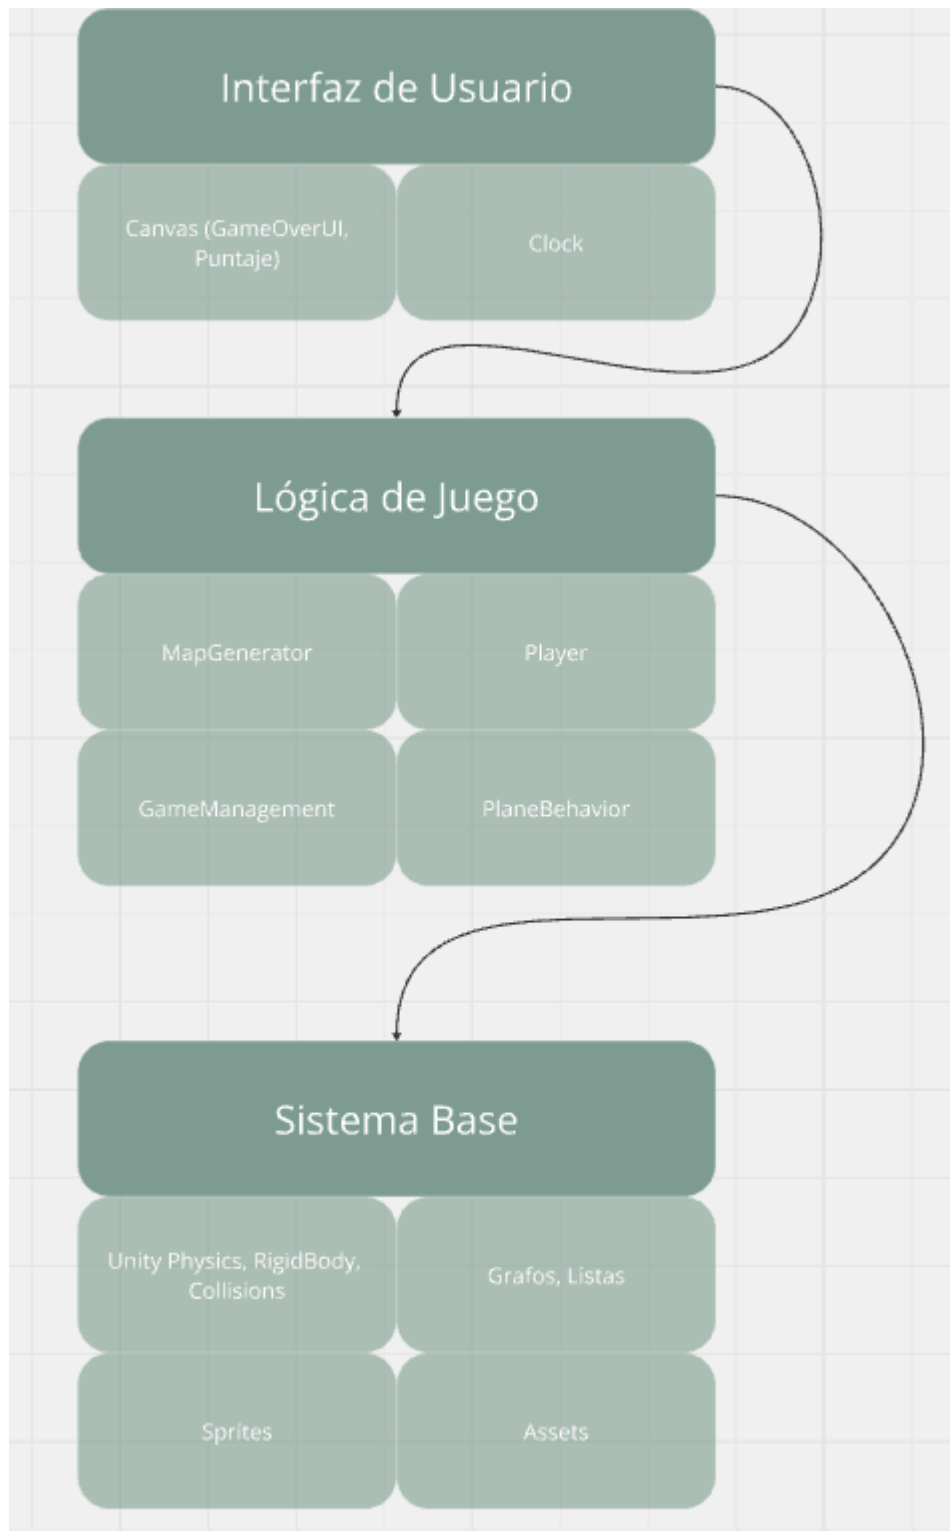 Interfaz de Usuario
Canvas (GameOverUI,
Puntaje)
Clock
Lógica de Juego
MapGenerator
Player
GameManagement
PlaneBehavior
Sistema Base
Unity Physics, RigidBody,
Collisions
Grafos, Listas
Sprites
Assets